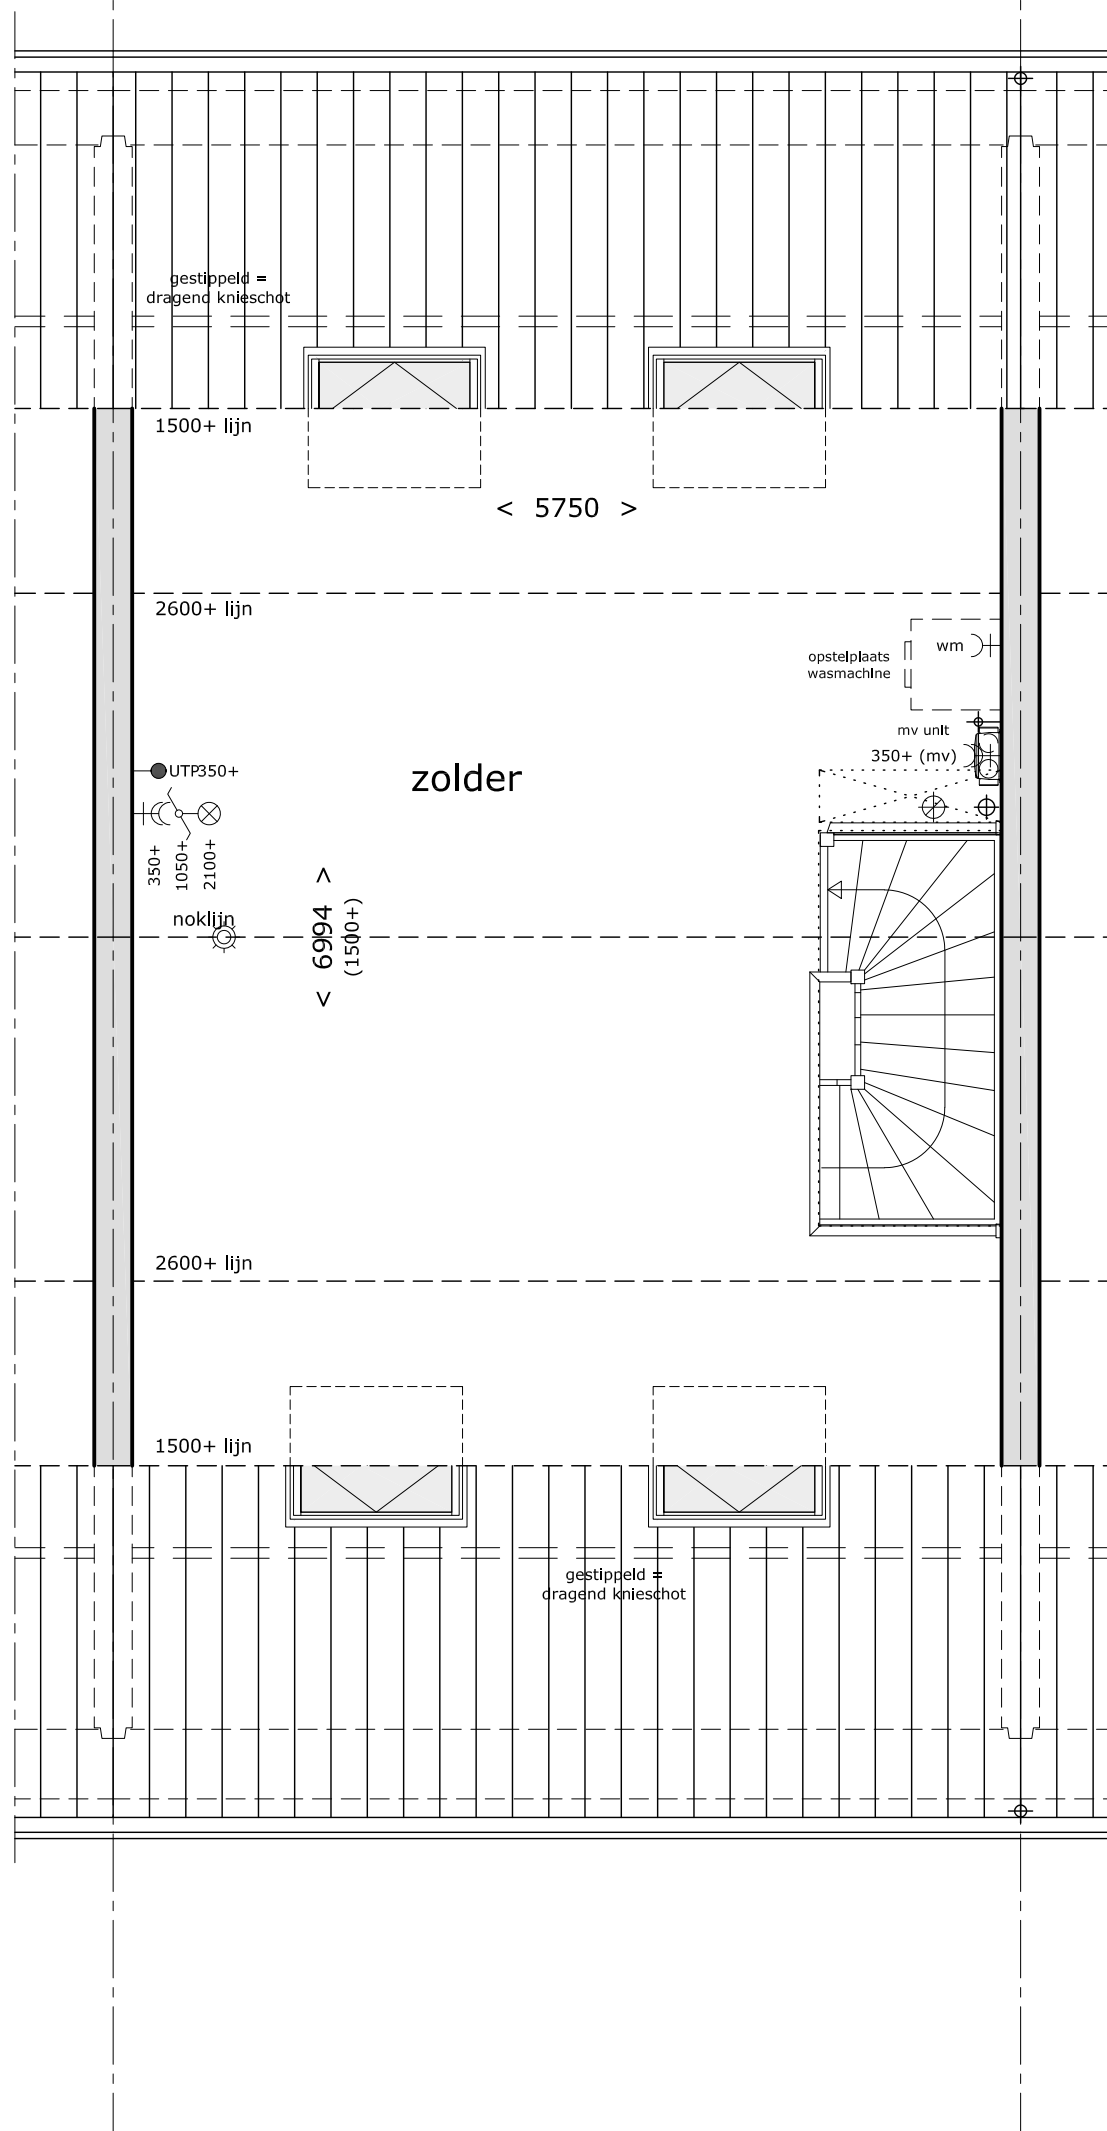 gestippeld =
dragend knieschot
1500+ lijn
< 5750 >
2600+ lijn
wm
opstelplaats
wasmachine
mv unit
350+ (mv)
UTP350+
zolder
350+
1050+
2100+
noklijn
< 6994 >
(1500+)
2600+ lijn
1500+ lijn
gestippeld =
dragend knieschot